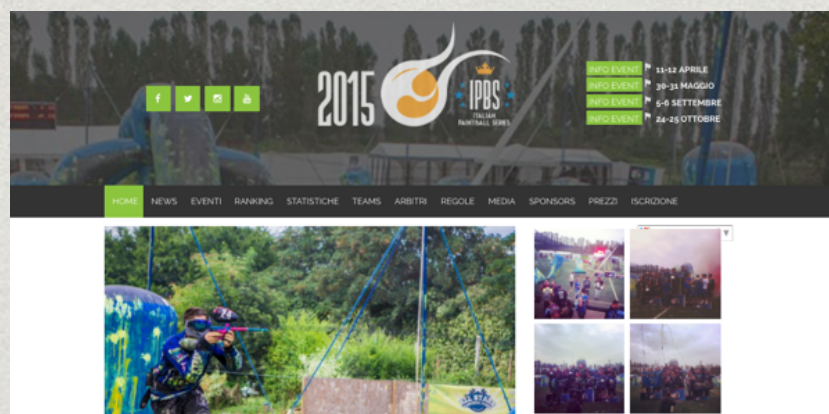 2015
IPBS
ITALIAN
PAINTBALL SERIES
INFO EVENT 11-12 APRILE
INFO EVENT 30-31 MAGGIO
INFO EVENT 5-6 SETTEMBRE
INFO EVENT 24-25 OTTOBRE
HOME NEWS EVENTI RANKING STATISTICHE TEAMS ARBITRI REGOLE MEDIA SPONSORS PREZZI ISCRIZIONE